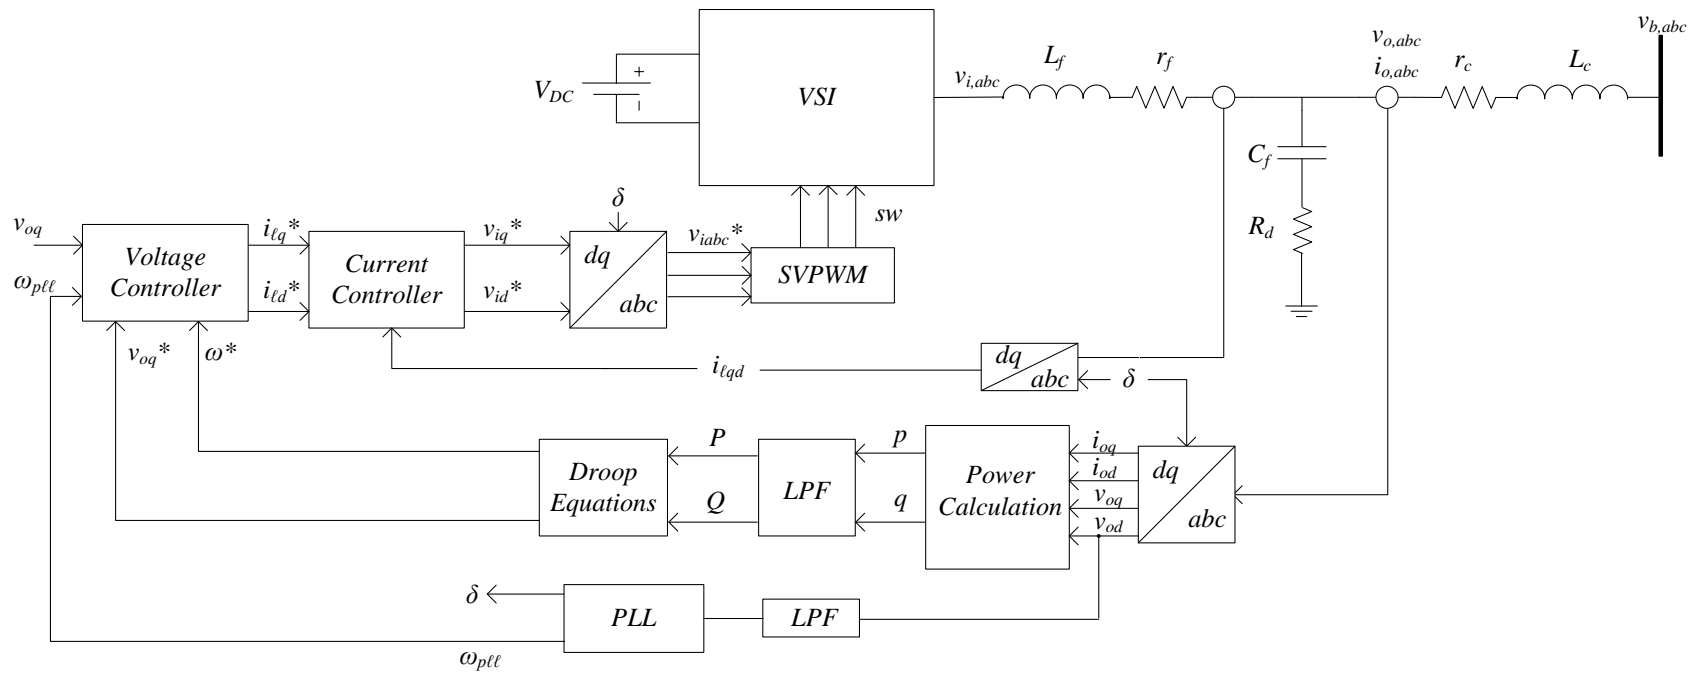 v_b,abc
v_o,abc
i_o,abc
L_f
r_f
r_c
L_c
v_i,abc
V_DC
+
−
VSI
C_f
R_d
sw
δ
v_oq
ω_pℓℓ
Voltage
Controller
i_ℓq*
i_ℓd*
Current
Controller
v_iq*
v_id*
dq
abc
v_iabc*
SVPWM
v_oq*
ω*
i_ℓqd
dq
abc
δ
Droop
Equations
P
Q
LPF
p
q
Power
Calculation
i_oq
i_od
v_oq
v_od
dq
abc
δ
PLL
LPF
ω_pℓℓ